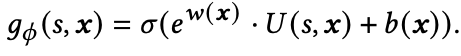 g_ϕ(s, x) = σ(e^{w(x)} · U(s, x) + b(x)).